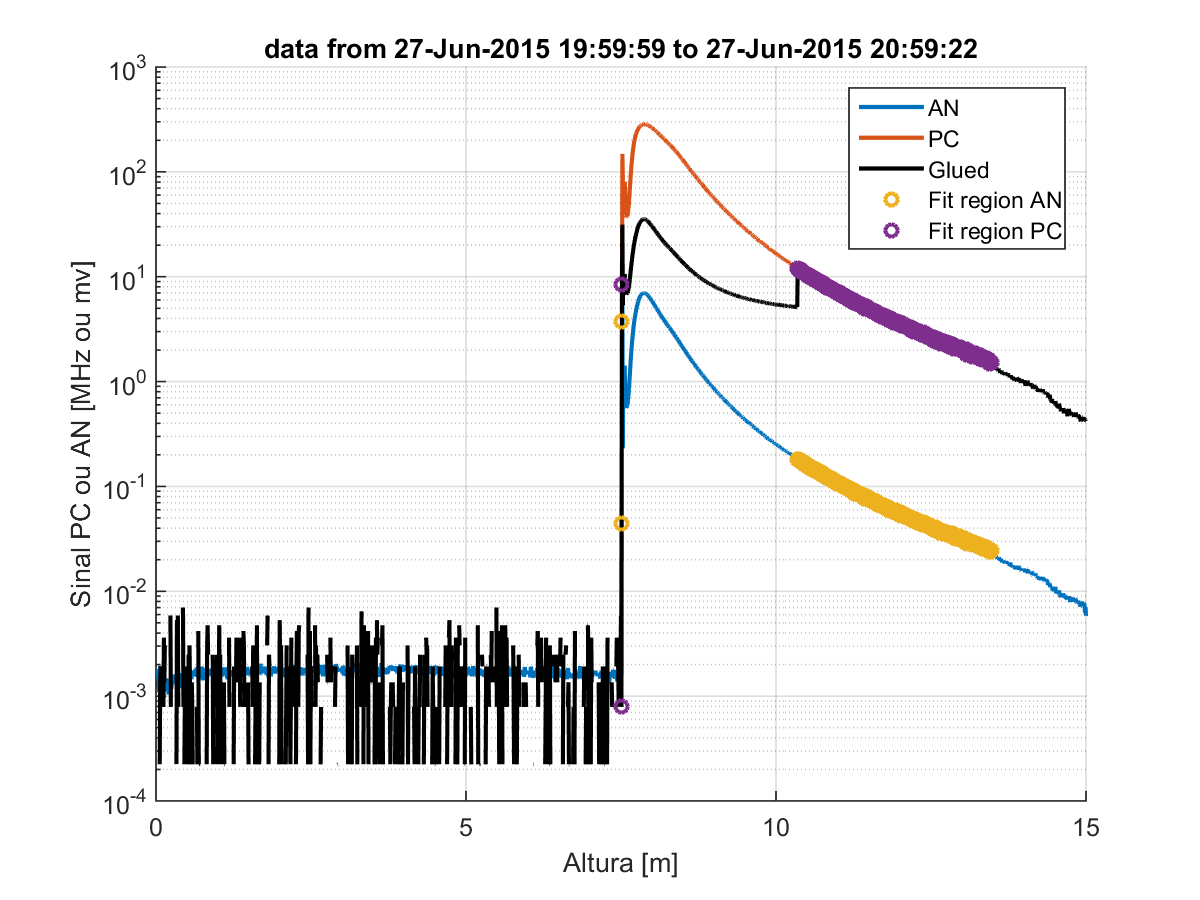 data from 27-Jun-2015 19:59:59 to 27-Jun-2015 20:59:22
10^3
10^2
10^1
10^0
10^-1
10^-2
10^-3
10^-4
Sinal PC ou AN [MHz ou mv]
AN
PC
Glued
Fit region AN
Fit region PC
0
5
10
15
Altura [m]